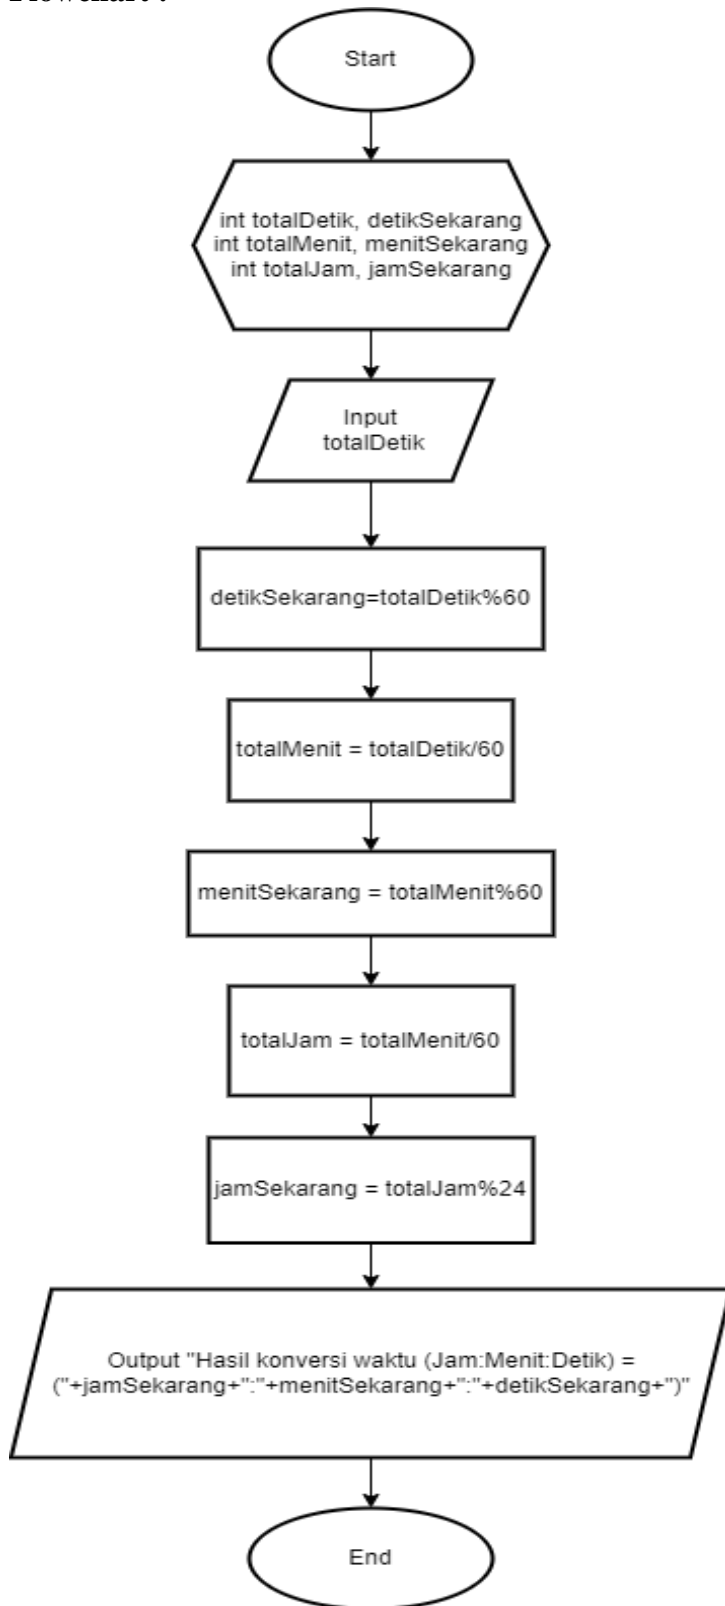 Flowchart :
Start
int totalDetik, detikSekarang
int totalMenit, menitSekarang
int totalJam, jamSekarang
Input
totalDetik
detikSekarang=totalDetik%60
totalMenit = totalDetik/60
menitSekarang = totalMenit%60
totalJam = totalMenit/60
jamSekarang = totalJam%24
Output "Hasil konversi waktu (Jam:Menit:Detik) =
("+jamSekarang+":"+menitSekarang+":"+detikSekarang+")"
End